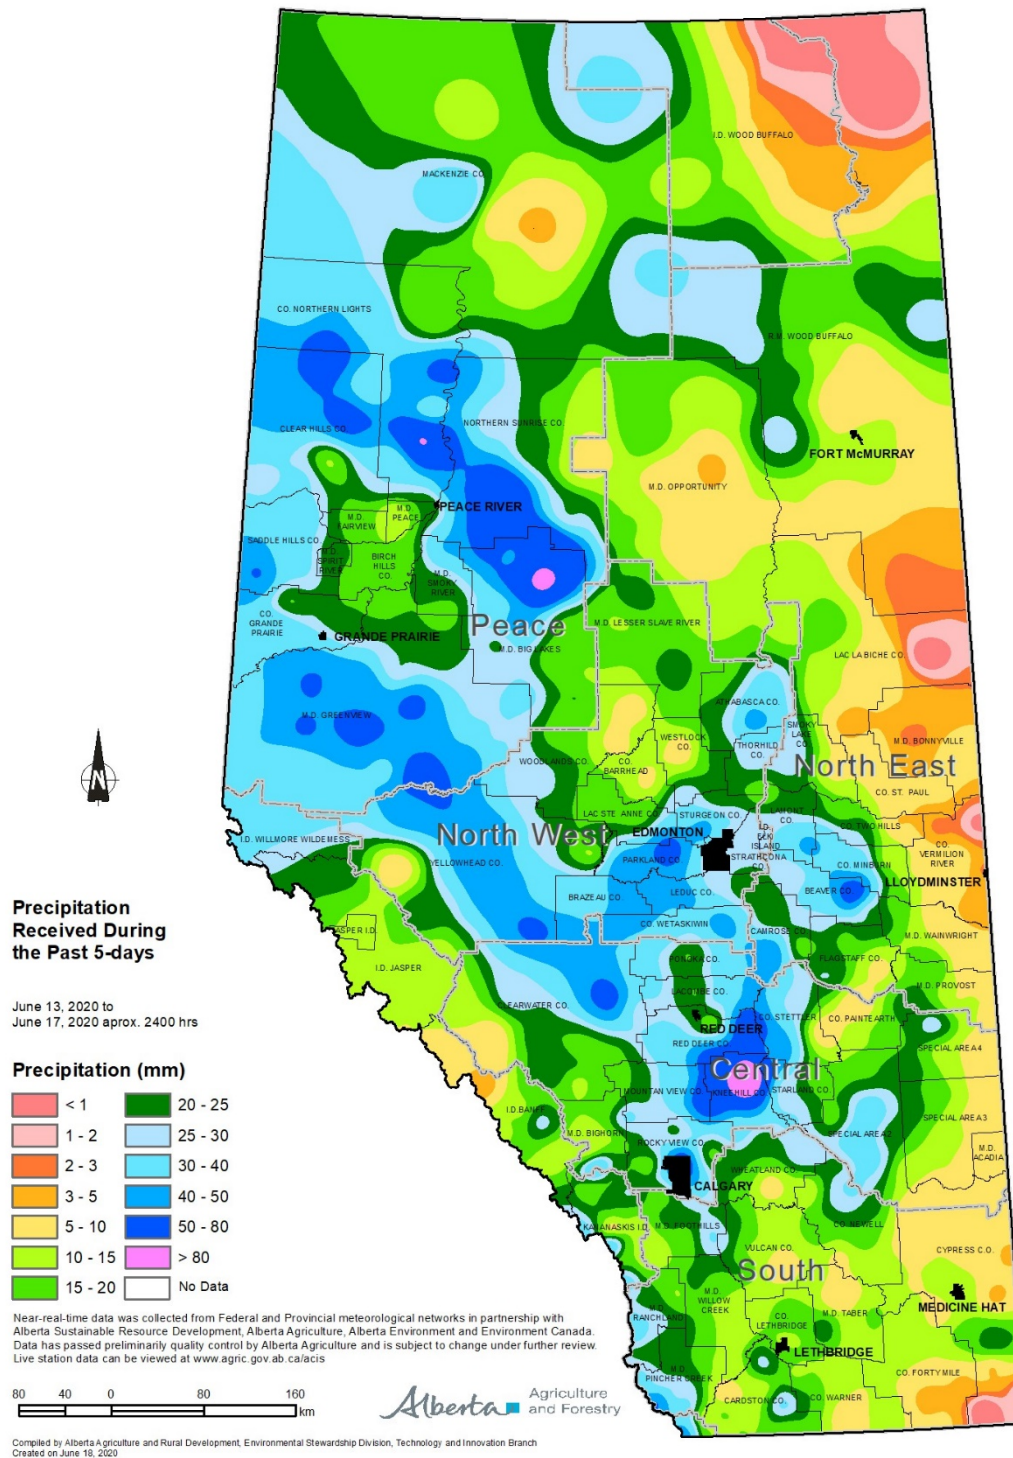 I.D. WOOD BUFFALO
MACKENZIE CO.
CO. NORTHERN LIGHTS
R.M. WOOD BUFFALO
NORTHERN SUNRISE CO.
CLEAR HILLS CO.
FORT McMURRAY
M.D. OPPORTUNITY
PEACE RIVER
M.D.
PEACE
M.D.
FAIRVIEW
SADDLE HILLS CO.
M.D.
SPIRIT
RIVER
BIRCH
HILLS
CO.
M.D.
SMOKY
RIVER
CO.
GRANDE
PRAIRIE
GRANDE PRAIRIE
Peace
M.D. LESSER SLAVE RIVER
M.D. BIG LAKES
LAC LA BICHE CO.
M.D. GREENVIEW
ATHABASCA CO.
SMOKY
LAKE
CO.
WESTLOCK
CO.
THORHILD
CO.
M.D. BONNYVILLE
WOODLANDS CO.
CO.
BARRHEAD
North East
CO. ST. PAUL
N
LAC STE ANNE CO.
STURGEON CO.
LAMONT
CO.
CO. TWO HILLS
North West
EDMONTON
I.D.
ELK
ISLAND
I.D. WILLMORE WILDERNESS
YELLOWHEAD CO.
PARKLAND CO.
STRATHCONA
CO.
CO. MINBURN
CO.
VERMILION
RIVER
LLOYDMINSTER
BRAZEAU CO.
LEDUC CO.
BEAVER CO.
Precipitation
Received During
the Past 5-days
JASPER I.D.
CO. WETASKIWIN
CAMROSE CO.
M.D. WAINWRIGHT
I.D. JASPER
PONOKA CO.
FLAGSTAFF CO.
M.D. PROVOST
June 13, 2020 to
June 17, 2020 aprox. 2400 hrs
CLEARWATER CO.
LACOMBE CO.
RED DEER
CO. STETTLER
CO. PAINTEARTH
RED DEER CO.
SPECIAL AREA 4
Precipitation (mm)
Central
MOUNTAN VIEW CO.
KNEEHILL CO.
STARLAND CO.
< 1
1 - 2
2 - 3
3 - 5
5 - 10
10 - 15
15 - 20
20 - 25
25 - 30
30 - 40
40 - 50
50 - 80
> 80
No Data
I.D. BANFF
M.D. BIGHORN
ROCKY VIEW CO.
SPECIAL AREA 2
SPECIAL AREA 3
M.D.
ACADIA
CALGARY
WHEATLAND CO.
KANANASKIS I.D.
M.D. FOOTHILLS
CO. NEWELL
VULCAN CO.
CYPRESS C.O.
South
M.D.
WILLOW
CREEK
M.D.
RANCHLAND
M.D. TABER
MEDICINE HAT
CO.
LETHBRIDGE
LETHBRIDGE
M.D.
PINCHER CREEK
CARDSTON CO.
CO. WARNER
CO. FORTY MILE
Near-real-time data was collected from Federal and Provincial meteorological networks in partnership with
Alberta Sustainable Resource Development, Alberta Agriculture, Alberta Environment and Environment Canada.
Data has passed preliminarily quality control by Alberta Agriculture and is subject to change under further review.
Live station data can be viewed at www.agric.gov.ab.ca/acis
80 40 0 80 160
km
Alberta
Agriculture
and Forestry
Compiled by Alberta Agriculture and Rural Development, Environmental Stewardship Division, Technology and Innovation Branch
Created on June 18, 2020